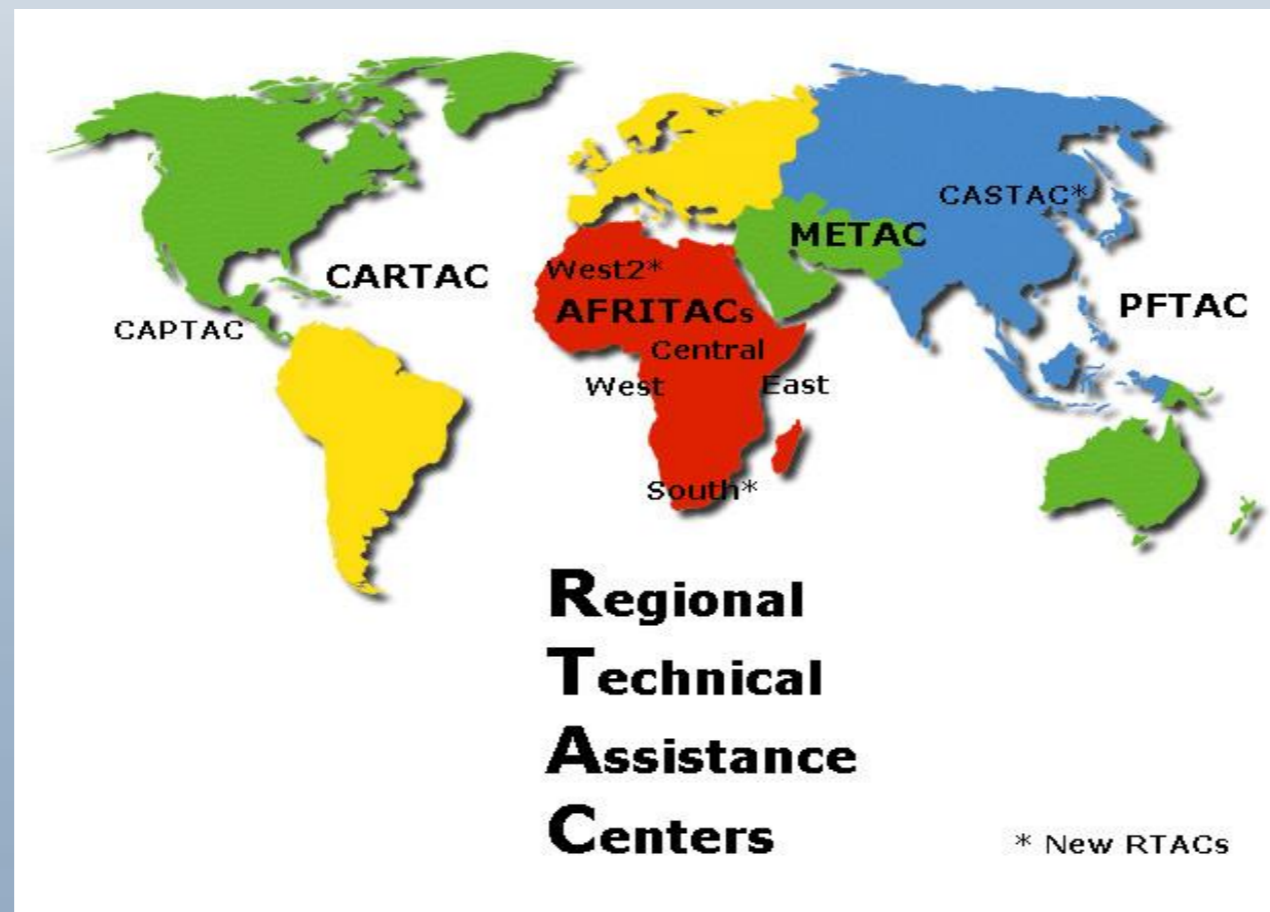 CASTAC*
METAC
CARTAC
West2*
AFRITACs
PFTAC
CAPTAC
Central
West
East
South*
Regional
Technical
Assistance
Centers
* New RTACs